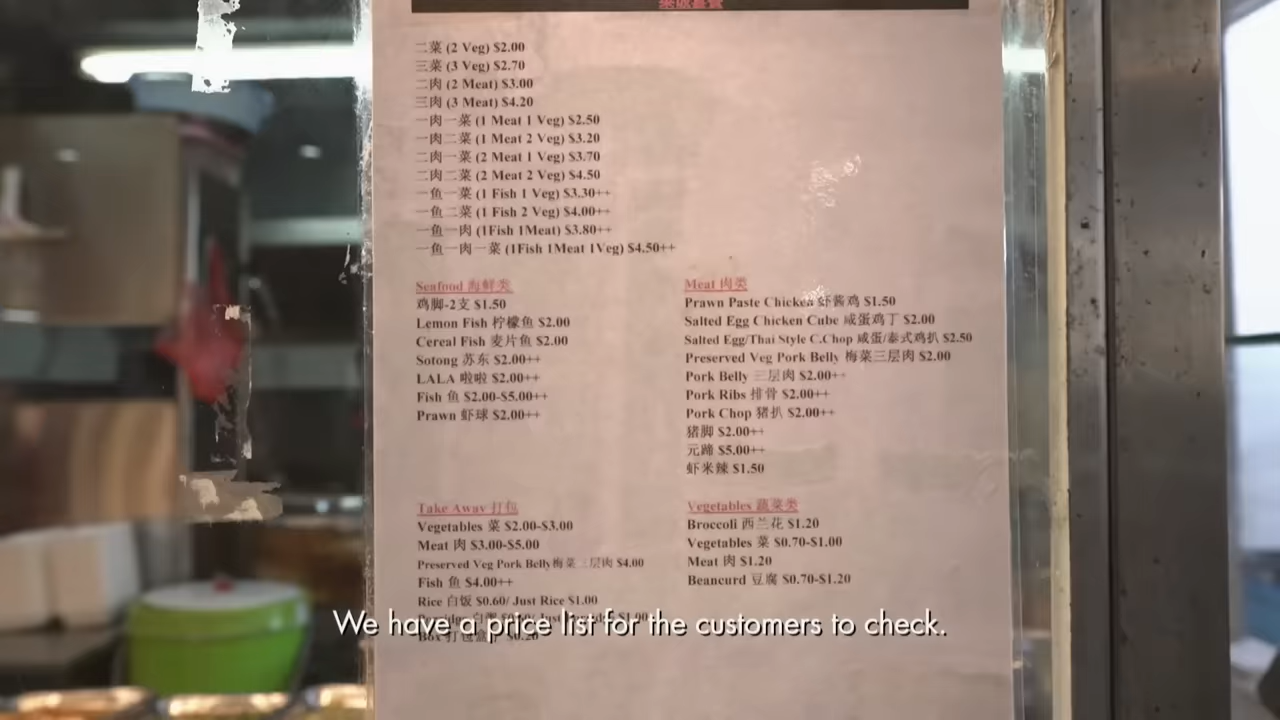 二菜 (2 Veg) $2.00
三菜 (3 Veg) $2.70
二肉 (2 Meat) $3.00
三肉 (3 Meat) $4.20
一肉一菜 (1 Meat 1 Veg) $2.50
一肉二菜 (1 Meat 2 Veg) $3.20
二肉一菜 (2 Meat 1 Veg) $3.70
二肉二菜 (2 Meat 2 Veg) $4.50
一鱼一菜 (1 Fish 1 Veg) $3.30++
一鱼二菜 (1 Fish 2 Veg) $4.00++
一鱼一肉 (1Fish 1Meat) $3.80++
一鱼一肉一菜 (1Fish 1Meat 1Veg) $4.50++
Seafood 海鲜类
鸡脚-2支 $1.50
Lemon Fish 柠檬鱼 $2.00
Cereal Fish 麦片鱼 $2.00
Sotong 苏东 $2.00++
LALA 啦啦 $2.00++
Fish 鱼 $2.00-$5.00++
Prawn 虾球 $2.00++
Meat 肉类
Prawn Paste Chicken 虾酱鸡 $1.50
Salted Egg Chicken Cube 咸蛋鸡丁 $2.00
Salted Egg/Thai Style C.Chop 咸蛋/泰式鸡扒 $2.50
Preserved Veg Pork Belly 梅菜三层肉 $2.00
Pork Belly 三层肉 $2.00++
Pork Ribs 排骨 $2.00++
Pork Chop 猪扒 $2.00++
猪脚 $2.00++
元蹄 $5.00++
虾米辣 $1.50
Take Away 打包
Vegetables 菜 $2.00-$3.00
Meat 肉 $3.00-$5.00
Preserved Veg Pork Belly梅菜三层肉 $4.00
Fish 鱼 $4.00++
Rice 白饭 $0.60/ Just Rice $1.00
Box 打包盒 $0.20
Vegetables 蔬菜类
Broccoli 西兰花 $1.20
Vegetables 菜 $0.70-$1.00
Meat 肉 $1.20
Beancurd 豆腐 $0.70-$1.20
We have a price list for the customers to check.